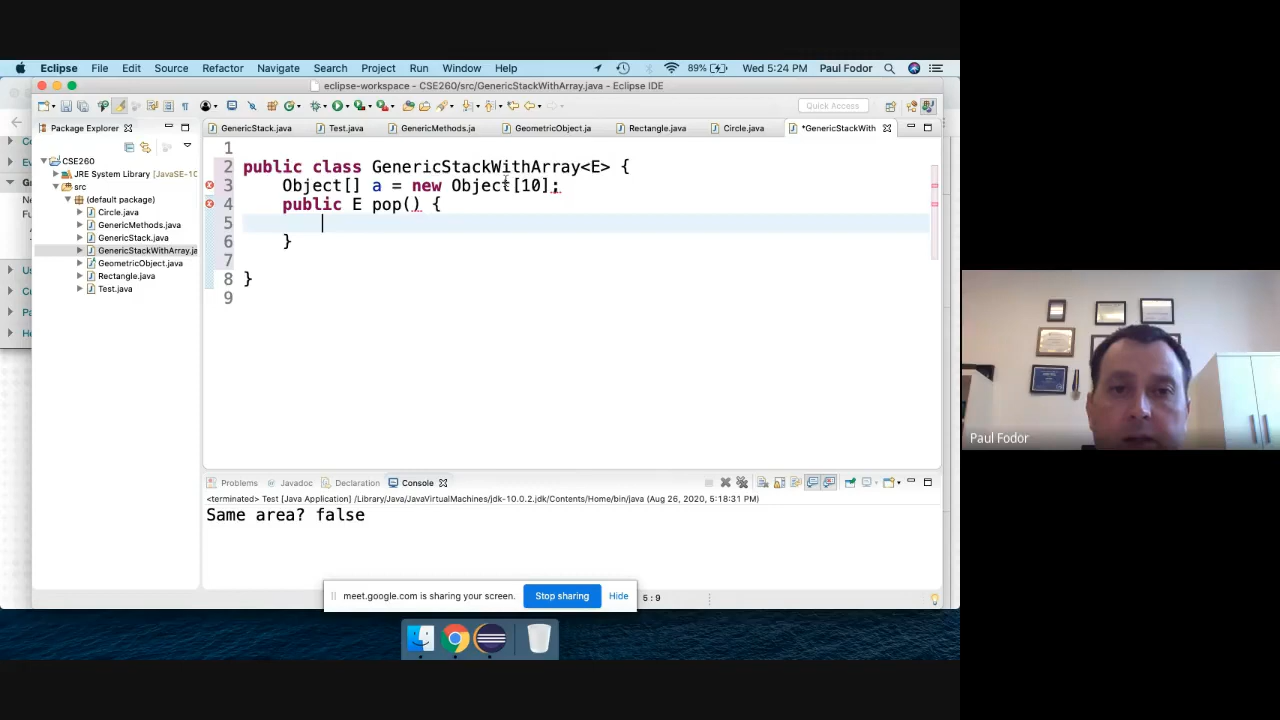 Eclipse File Edit Source Refactor Navigate Search Project Run Window Help 89% Wed 5:24 PM Paul Fodor
eclipse-workspace - CSE260/src/GenericStackWithArray.java - Eclipse IDE
Quick Access
Package Explorer
GenericStack.java Test.java GenericMethods.ja GeometricObject.ja Rectangle.java Circle.java *GenericStackWith
CSE260
JRE System Library [JavaSE-10
src
(default package)
Circle.java
GenericMethods.java
GenericStack.java
GenericStackWithArray.ja
GeometricObject.java
Rectangle.java
Test.java
1
2 public class GenericStackWithArray<E> {
3 Object[] a = new Object[10];
4 public E pop() {
5
6 }
7
8 }
9
Problems Javadoc Declaration Console
<terminated> Test [Java Application] /Library/Java/JavaVirtualMachines/jdk-10.0.2.jdk/Contents/Home/bin/java (Aug 26, 2020, 5:18:31 PM)
Same area? false
meet.google.com is sharing your screen. Stop sharing Hide
5:9
Paul Fodor